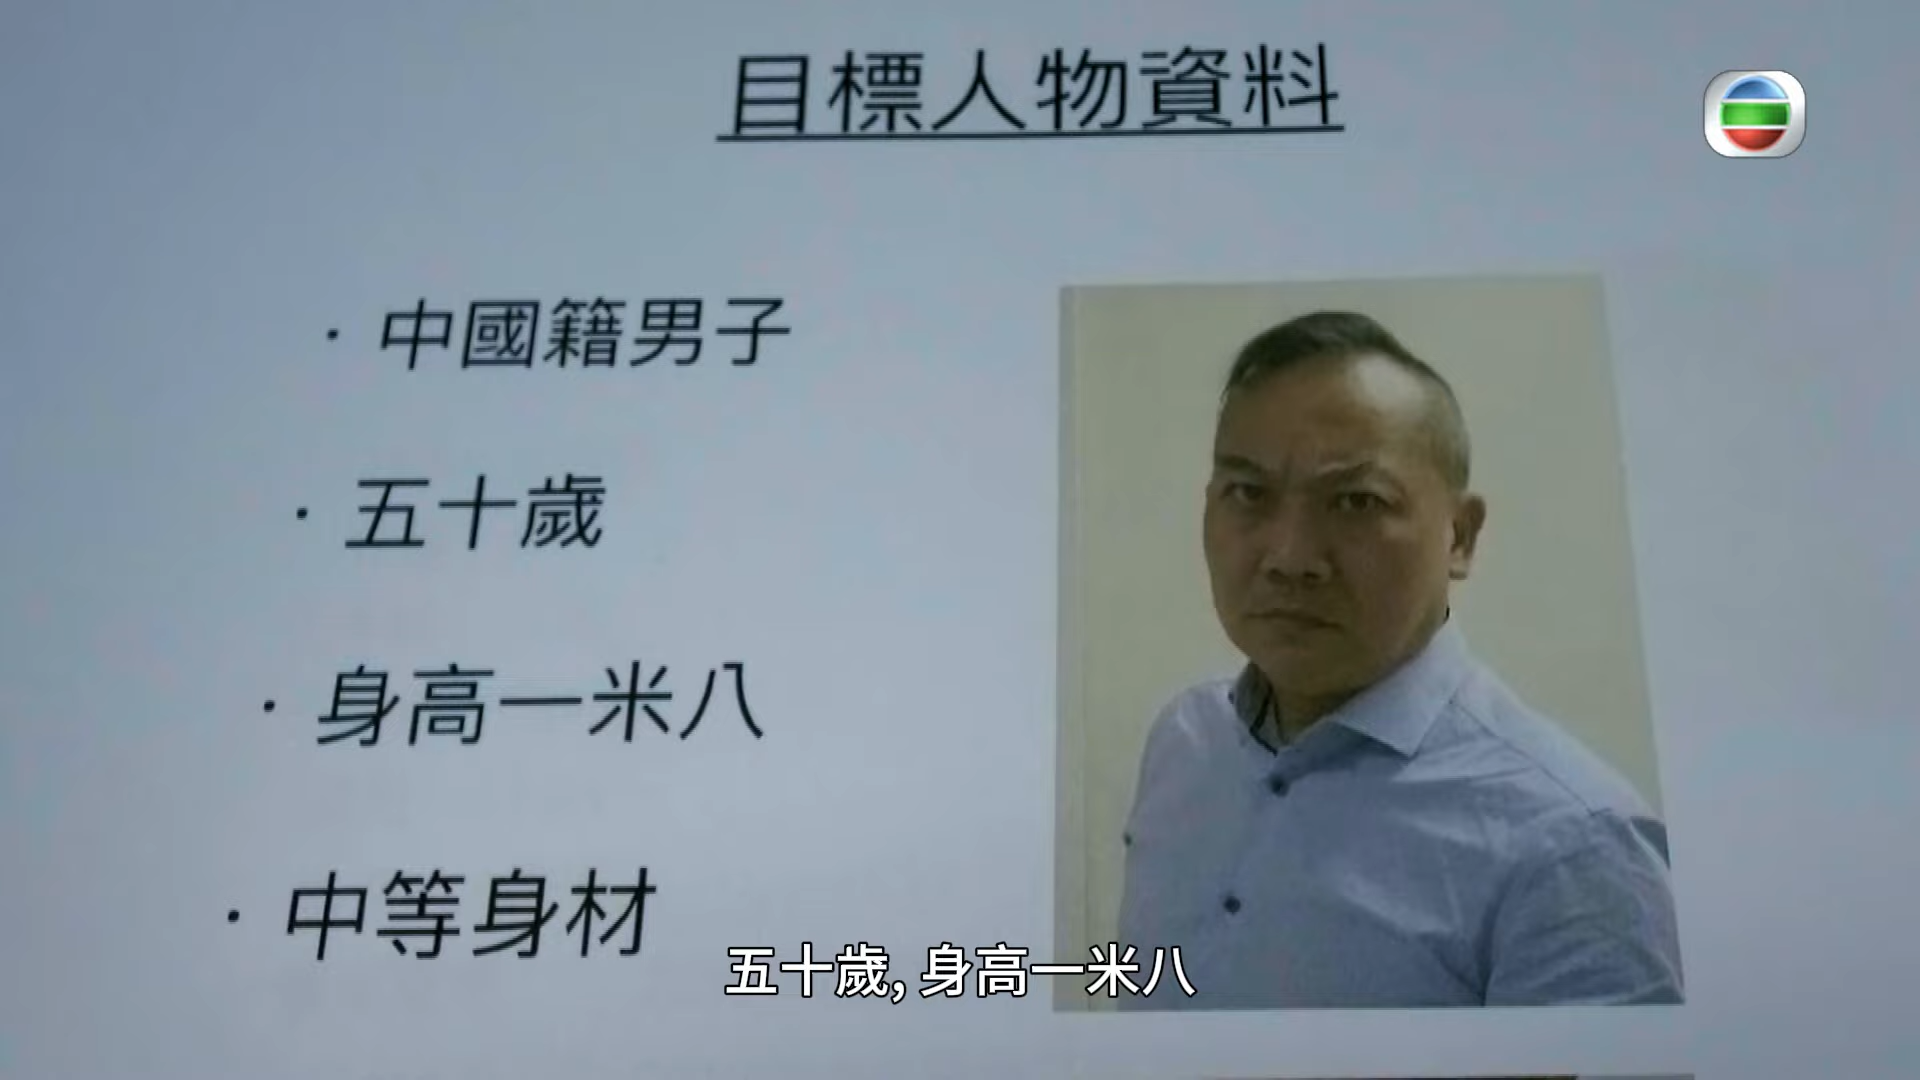 目標人物資料
· 中國籍男子
· 五十歲
· 身高一米八
· 中等身材
五十歲, 身高一米八